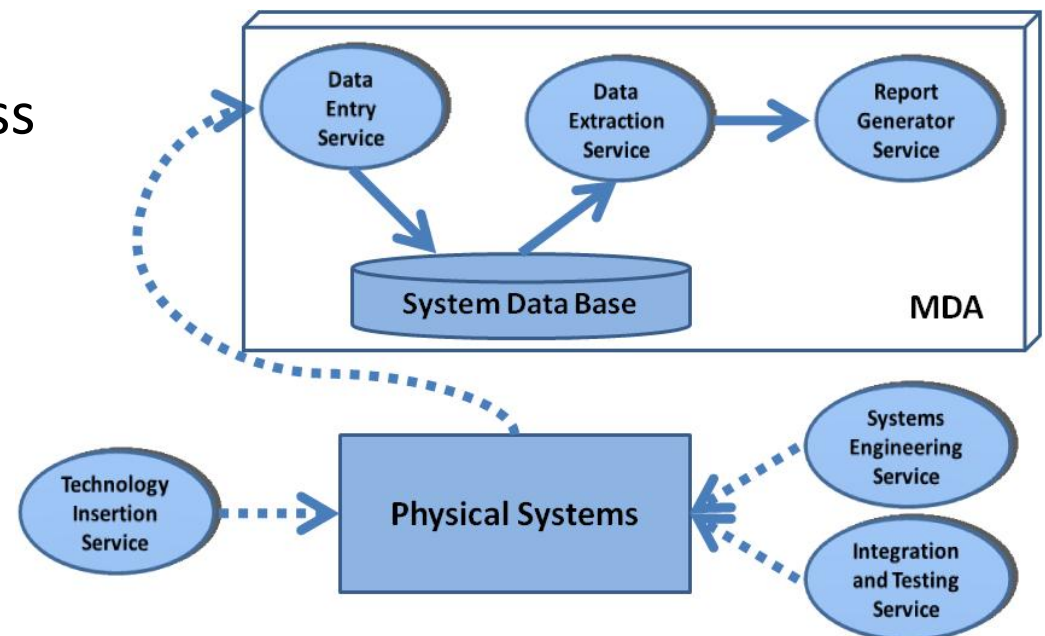 ss
Data
Entry
Service
Data
Extraction
Service
Report
Generator
Service
System Data Base
MDA
Systems
Engineering
Service
Technology
Insertion
Service
Physical Systems
Integration
and Testing
Service